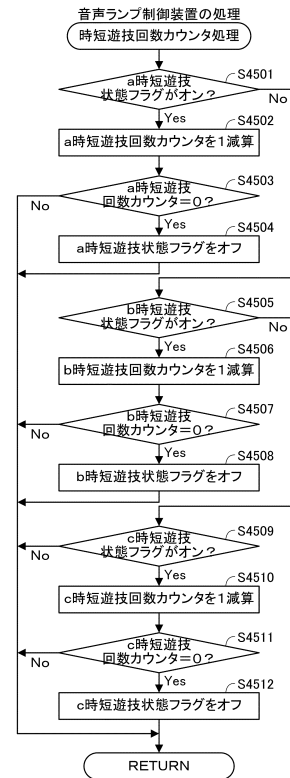 音声ランプ制御装置の処理
時短遊技回数カウンタ処理
a時短遊技
状態フラグがオン？
S4501
No
Yes
S4502
a時短遊技回数カウンタを1減算
a時短遊技
回数カウンタ＝0？
S4503
No
Yes
S4504
a時短遊技状態フラグをオフ
b時短遊技
状態フラグがオン？
S4505
No
Yes
S4506
b時短遊技回数カウンタを1減算
b時短遊技
回数カウンタ＝0？
S4507
No
Yes
S4508
b時短遊技状態フラグをオフ
c時短遊技
状態フラグがオン？
S4509
No
Yes
S4510
c時短遊技回数カウンタを1減算
c時短遊技
回数カウンタ＝0？
S4511
No
Yes
S4512
c時短遊技状態フラグをオフ
RETURN